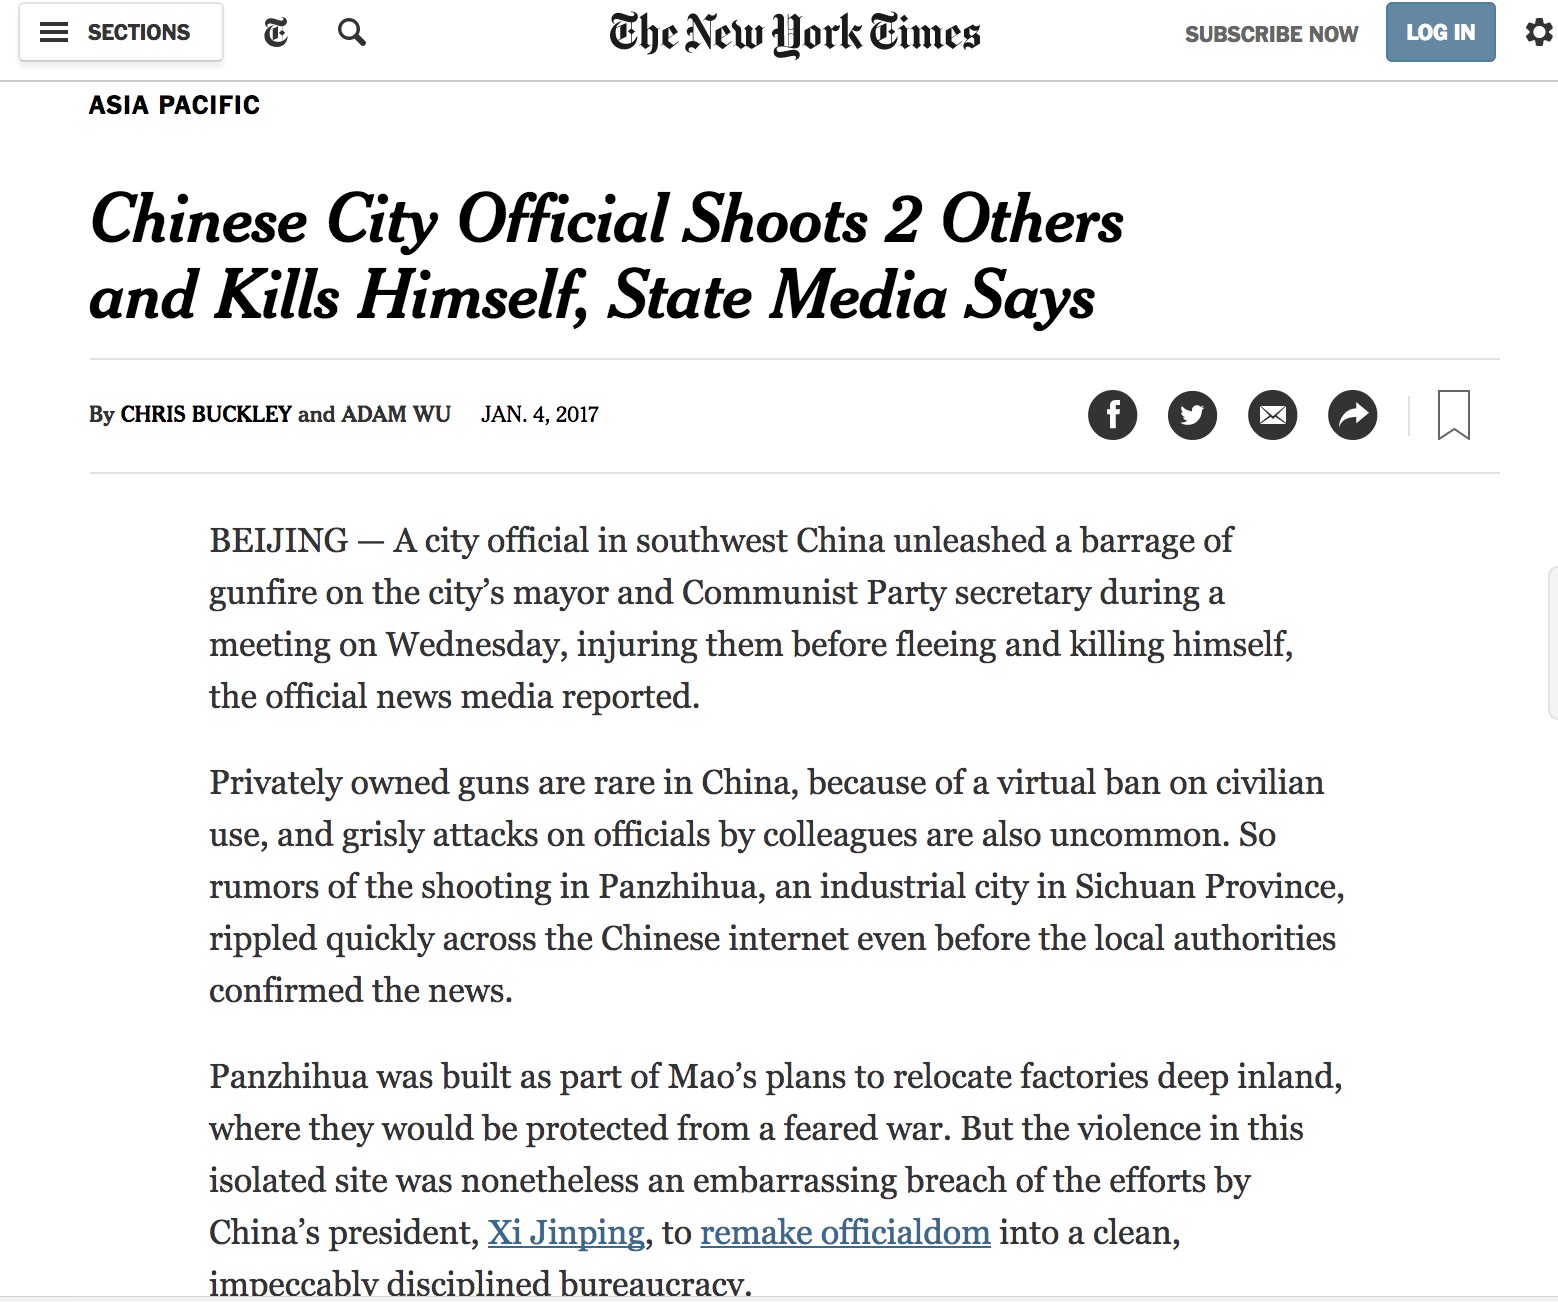 SECTIONS
The New York Times
SUBSCRIBE NOW
LOG IN
ASIA PACIFIC
Chinese City Official Shoots 2 Others
and Kills Himself, State Media Says
By CHRIS BUCKLEY and ADAM WU JAN. 4, 2017
BEIJING — A city official in southwest China unleashed a barrage of
gunfire on the city’s mayor and Communist Party secretary during a
meeting on Wednesday, injuring them before fleeing and killing himself,
the official news media reported.
Privately owned guns are rare in China, because of a virtual ban on civilian
use, and grisly attacks on officials by colleagues are also uncommon. So
rumors of the shooting in Panzhihua, an industrial city in Sichuan Province,
rippled quickly across the Chinese internet even before the local authorities
confirmed the news.
Panzhihua was built as part of Mao’s plans to relocate factories deep inland,
where they would be protected from a feared war. But the violence in this
isolated site was nonetheless an embarrassing breach of the efforts by
China’s president, Xi Jinping, to remake officialdom into a clean,
impeccably disciplined bureaucracy.